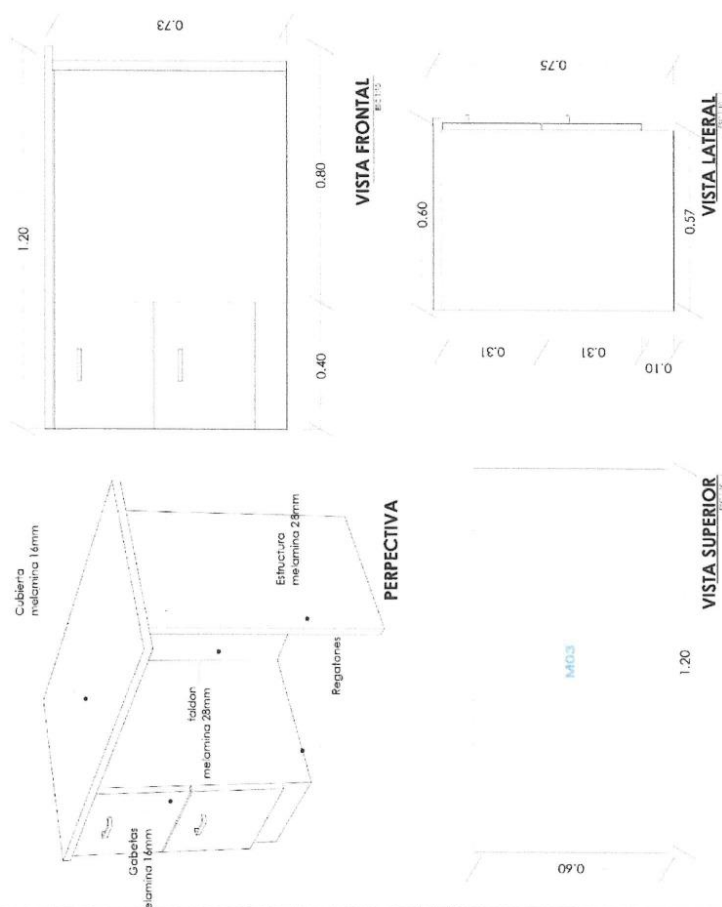 0.73
1.20
0.80
0.40
VISTA FRONTAL
0.75
0.60
0.57
0.31
0.31
0.10
VISTA LATERAL
Cubierta
melamina 16mm
Estructura
melamina 28mm
faldon
melamina 28mm
Regatones
Gabetas
melamina 16mm
PERPECTIVA
M03
1.20
0.60
VISTA SUPERIOR